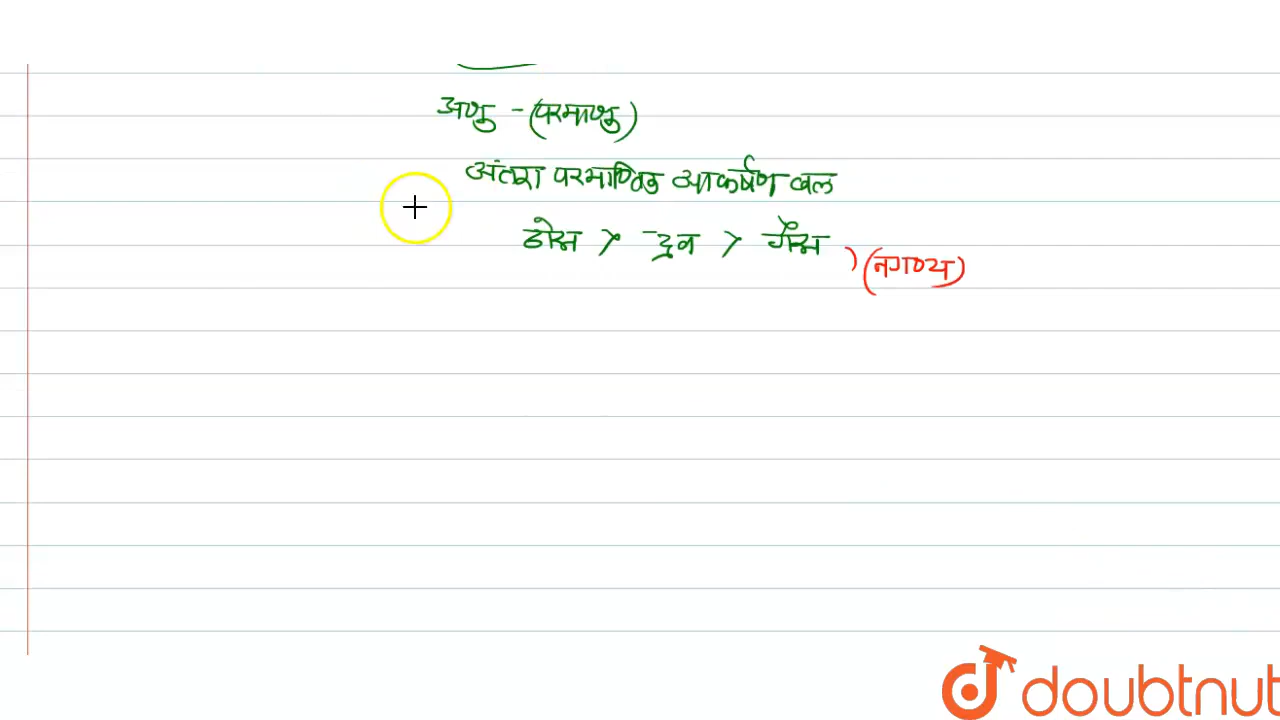 अणु - (परमाणु)
अंतरा परमाण्विक आकर्षण बल
ठोस > द्रव > गैस
(नगण्य)
doubtnut